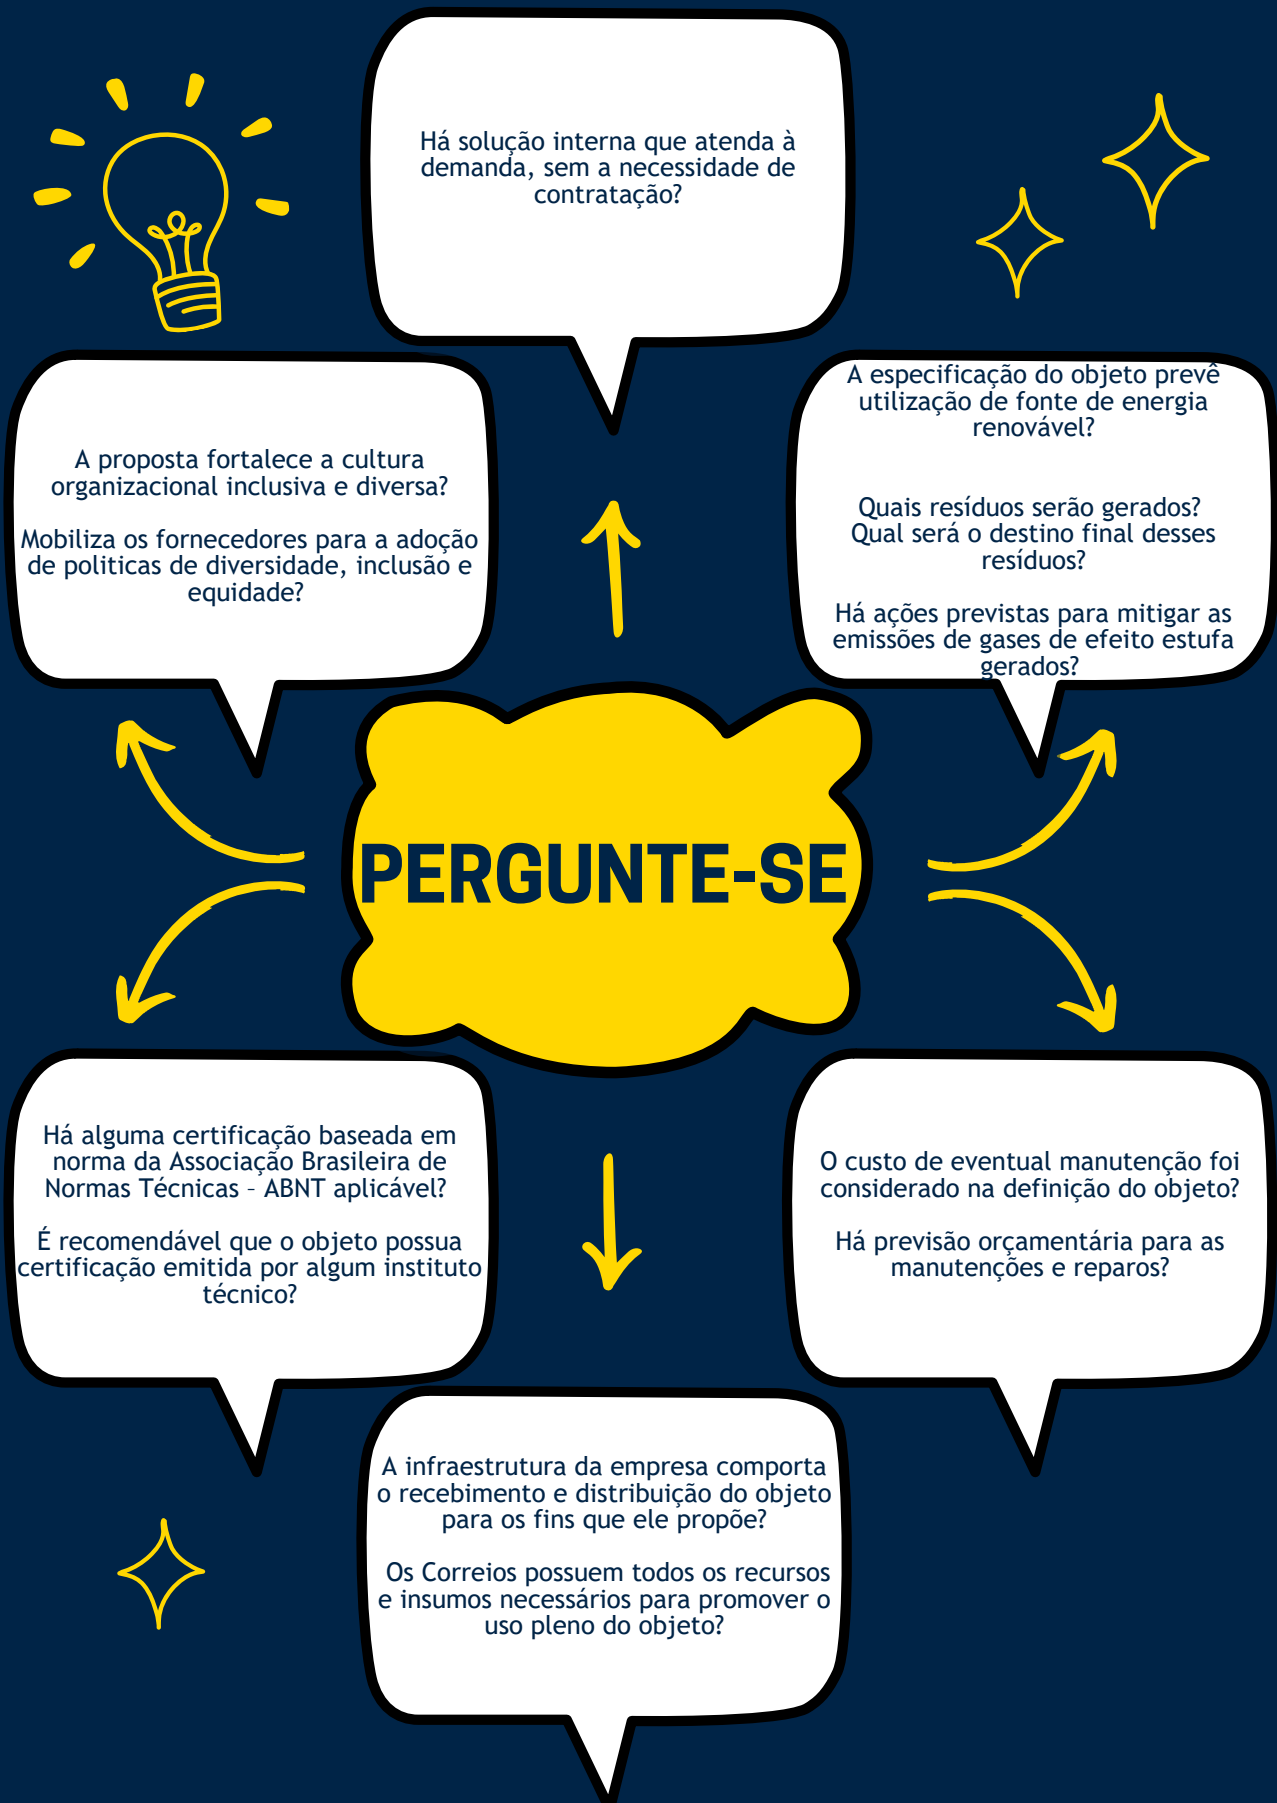 Há solução interna que atenda à
demanda, sem a necessidade de
contratação?
A proposta fortalece a cultura
organizacional inclusiva e diversa?
Mobiliza os fornecedores para a adoção
de politicas de diversidade, inclusão e
equidade?
A especificação do objeto prevê
utilização de fonte de energia
renovável?
Quais resíduos serão gerados?
Qual será o destino final desses
resíduos?
Há ações previstas para mitigar as
emissões de gases de efeito estufa
gerados?
PERGUNTE-SE
Há alguma certificação baseada em
norma da Associação Brasileira de
Normas Técnicas – ABNT aplicável?
É recomendável que o objeto possua
certificação emitida por algum instituto
técnico?
O custo de eventual manutenção foi
considerado na definição do objeto?
Há previsão orçamentária para as
manutenções e reparos?
A infraestrutura da empresa comporta
o recebimento e distribuição do objeto
para os fins que ele propõe?
Os Correios possuem todos os recursos
e insumos necessários para promover o
uso pleno do objeto?